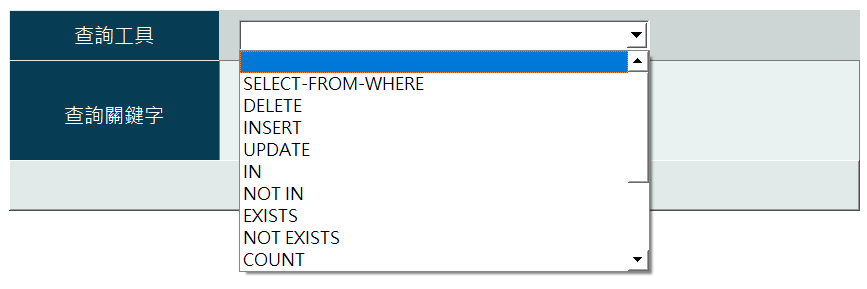 查詢工具
SELECT-FROM-WHERE
DELETE
INSERT
查詢關鍵字
UPDATE
IN
NOT IN
EXISTS
NOT EXISTS
COUNT